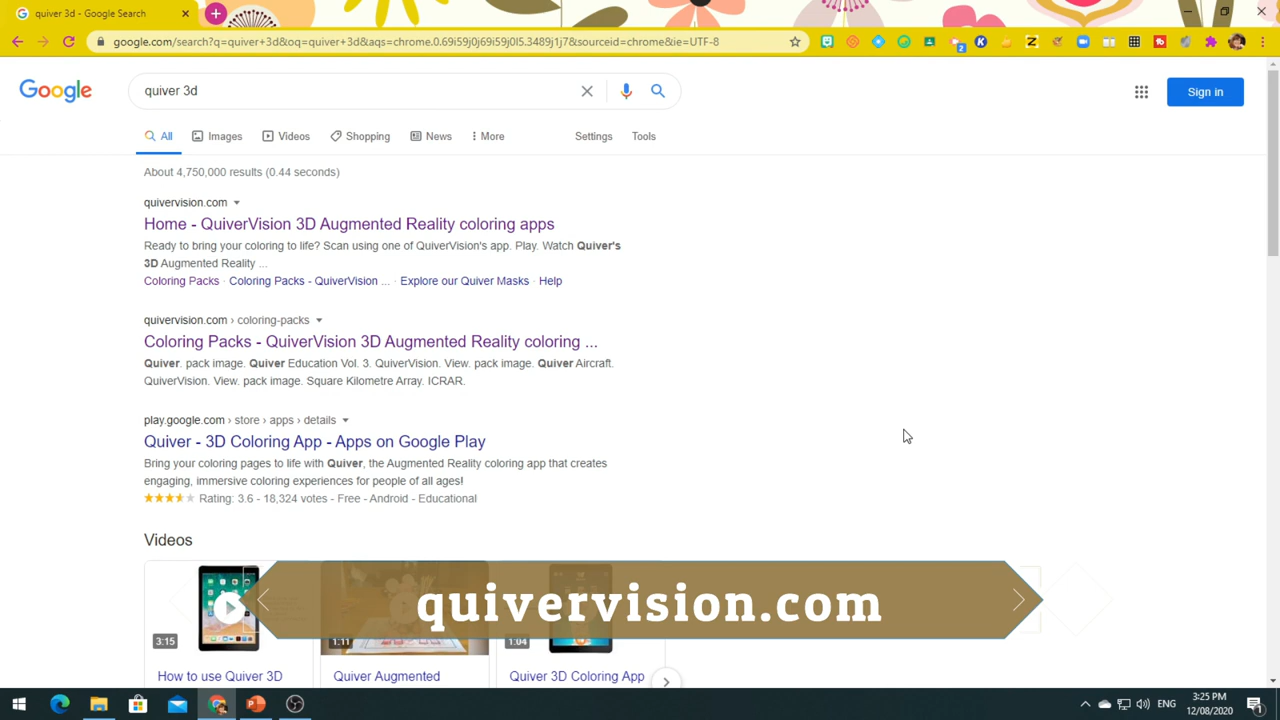 quiver 3d - Google Search
google.com/search?q=quiver+3d&oq=quiver+3d&aqs=chrome.0.69i59j0j69i59j0l5.3489j1j7&sourceid=chrome&ie=UTF-8
Google
quiver 3d
Sign in
All Images Videos Shopping News More Settings Tools
About 4,750,000 results (0.44 seconds)
quivervision.com
Home - QuiverVision 3D Augmented Reality coloring apps
Ready to bring your coloring to life? Scan using one of QuiverVision's app. Play. Watch Quiver's
3D Augmented Reality ...
Coloring Packs · Coloring Packs - QuiverVision ... · Explore our Quiver Masks · Help
quivervision.com › coloring-packs
Coloring Packs - QuiverVision 3D Augmented Reality coloring ...
Quiver. pack image. Quiver Education Vol. 3. QuiverVision. View. pack image. Quiver Aircraft.
QuiverVision. View. pack image. Square Kilometre Array. ICRAR.
play.google.com › store › apps › details
Quiver - 3D Coloring App - Apps on Google Play
Bring your coloring pages to life with Quiver, the Augmented Reality coloring app that creates
engaging, immersive coloring experiences for people of all ages!
Rating: 3.6 - 18,324 votes - Free - Android - Educational
Videos
quivervision.com
3:15 1:11 1:04
How to use Quiver 3D
Quiver Augmented
Quiver 3D Coloring App
ENG
3:25 PM
12/08/2020